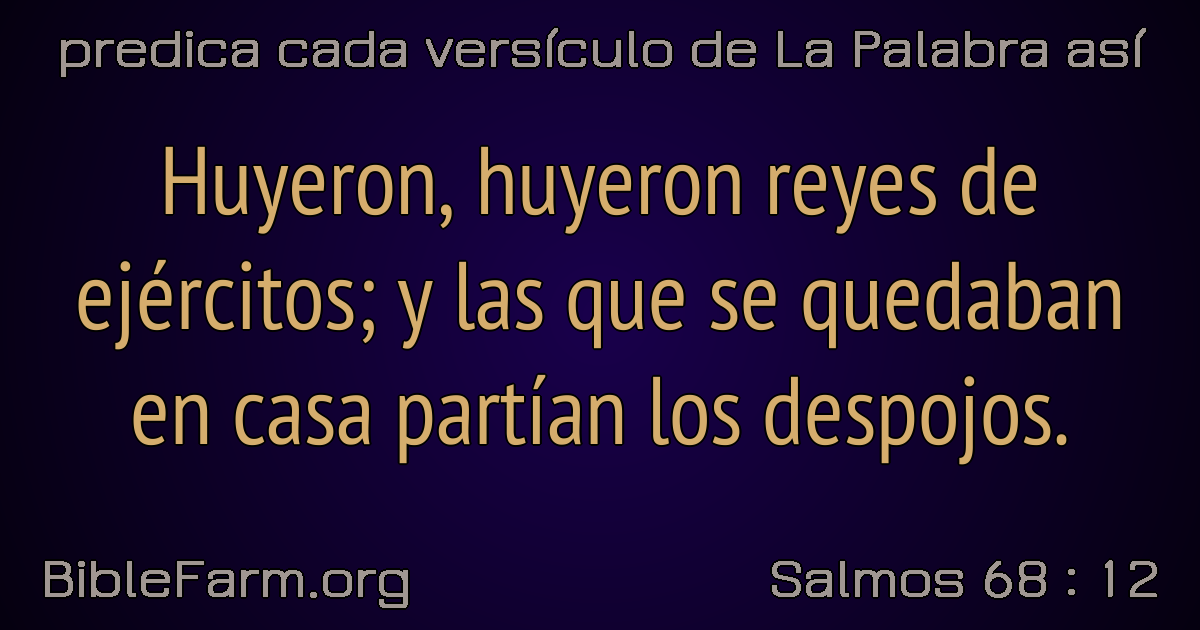 predica cada versículo de La Palabra así
Huyeron, huyeron reyes de
ejércitos; y las que se quedaban
en casa partían los despojos.
BibleFarm.org
Salmos 68 : 12